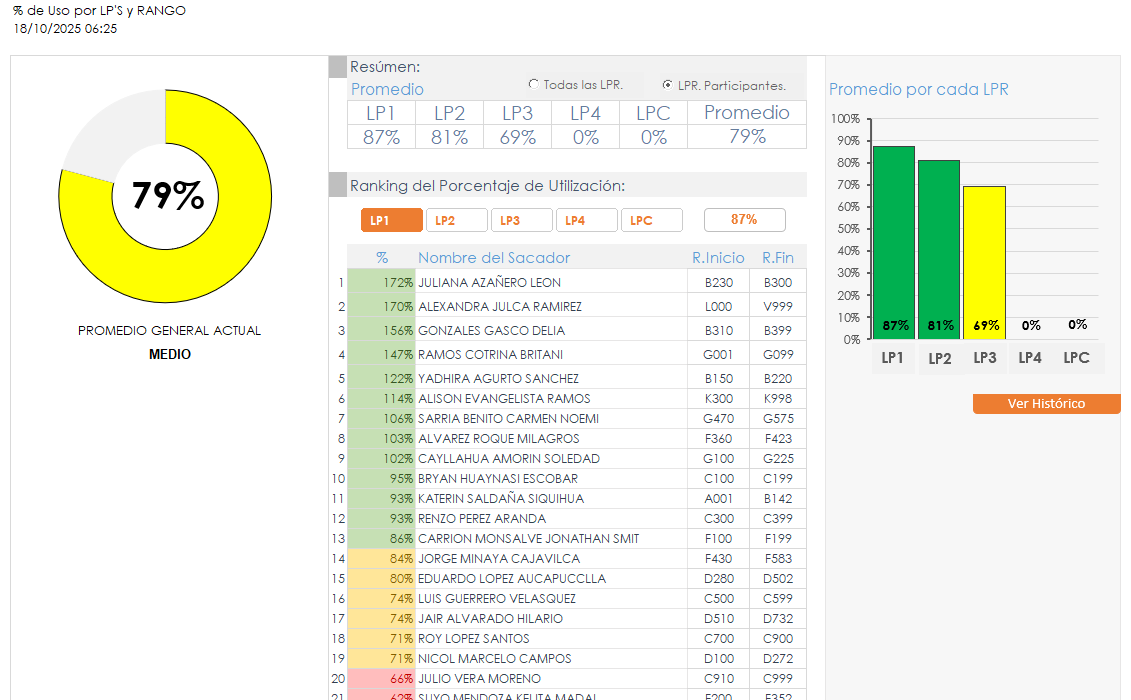 % de Uso por LP'S y RANGO
18/10/2025 06:25
79%
PROMEDIO GENERAL ACTUAL
MEDIO
Resúmen:
Promedio
Todas las LPR.
LPR. Participantes.
LP1 LP2 LP3 LP4 LPC Promedio
87% 81% 69% 0% 0% 79%
Ranking del Porcentaje de Utilización:
LP1 LP2 LP3 LP4 LPC 87%
% Nombre del Sacador R.Inicio R.Fin
1 172% JULIANA AZAÑERO LEON B230 B300
2 170% ALEXANDRA JULCA RAMIREZ L000 V999
3 156% GONZALES GASCO DELIA B310 B399
4 147% RAMOS COTRINA BRITANI G001 G099
5 122% YADHIRA AGURTO SANCHEZ B150 B220
6 114% ALISON EVANGELISTA RAMOS K300 K998
7 106% SARRIA BENITO CARMEN NOEMI G470 G575
8 103% ALVAREZ ROQUE MILAGROS F360 F423
9 102% CAYLLAHUA AMORIN SOLEDAD G100 G225
10 95% BRYAN HUAYNASI ESCOBAR C100 C199
11 93% KATERIN SALDAÑA SIQUIHUA A001 B142
12 93% RENZO PEREZ ARANDA C300 C399
13 86% CARRION MONSALVE JONATHAN SMIT F100 F199
14 84% JORGE MINAYA CAJAVILCA F430 F583
15 80% EDUARDO LOPEZ AUCAPUCCLLA D280 D502
16 74% LUIS GUERRERO VELASQUEZ C500 C599
17 74% JAIR ALVARADO HILARIO D510 D732
18 71% ROY LOPEZ SANTOS C700 C900
19 71% NICOL MARCELO CAMPOS D100 D272
20 66% JULIO VERA MORENO C910 C999
21 62% SUYO MENDOZA F200 F352
Promedio por cada LPR
100%
90%
80%
70%
60%
50%
40%
30%
20%
10%
0%
87% 81% 69% 0% 0%
LP1 LP2 LP3 LP4 LPC
Ver Histórico